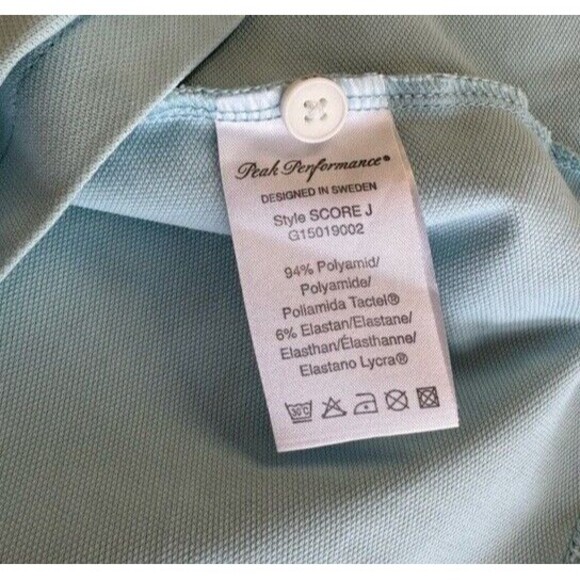 Peak Performance®
DESIGNED IN SWEDEN
Style SCORE J
G15019002
94% Polyamid/
Polyamide/
Poliamida Tactel®
6% Elastan/Elastane/
Elasthan/Élasthanne/
Elastano Lycra®
30°C